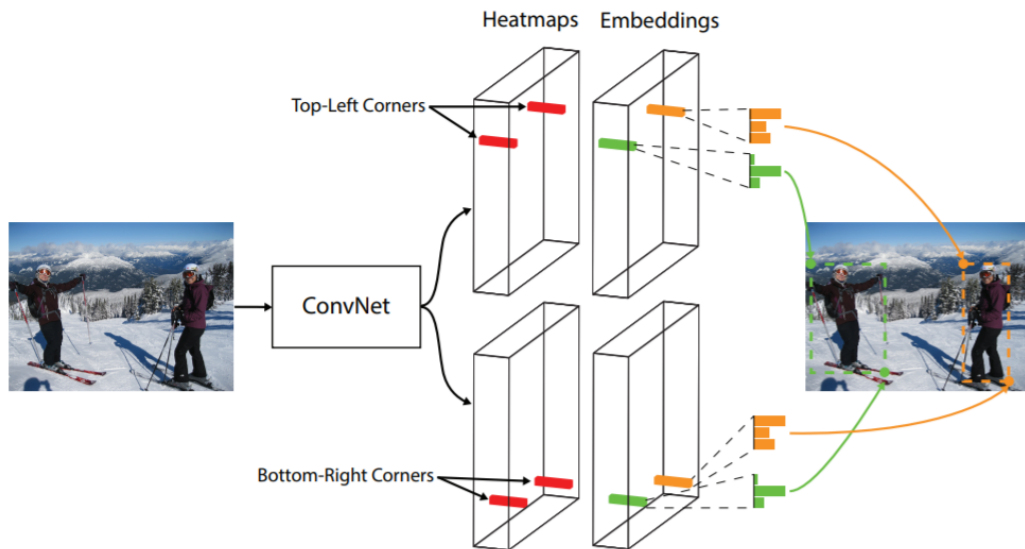 Heatmaps
Embeddings
Top-Left Corners
ConvNet
Bottom-Right Corners